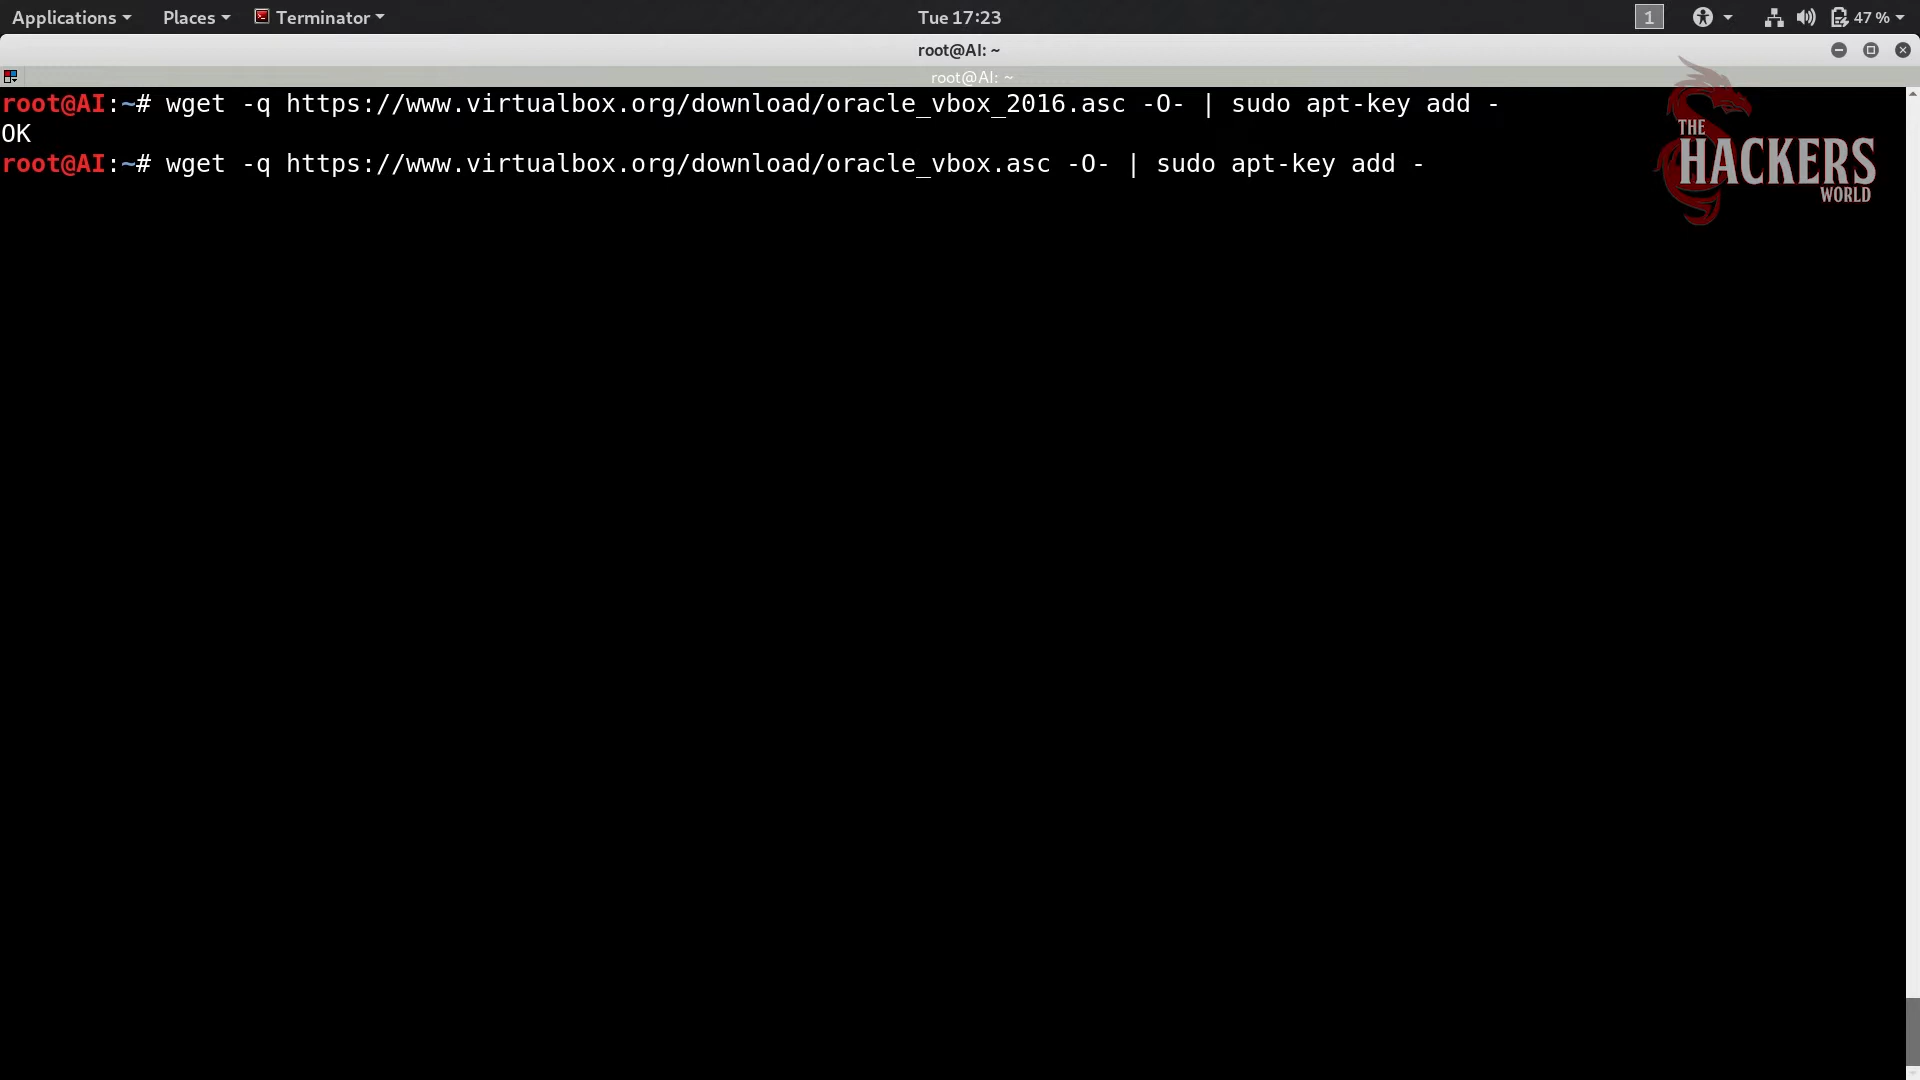 Applications Places Terminator Tue 17:23 1 47 %
root@AI: ~
root@AI: ~
root@AI:~# wget -q https://www.virtualbox.org/download/oracle_vbox_2016.asc -O- | sudo apt-key add -
OK
root@AI:~# wget -q https://www.virtualbox.org/download/oracle_vbox.asc -O- | sudo apt-key add -
THE
HACKERS
WORLD